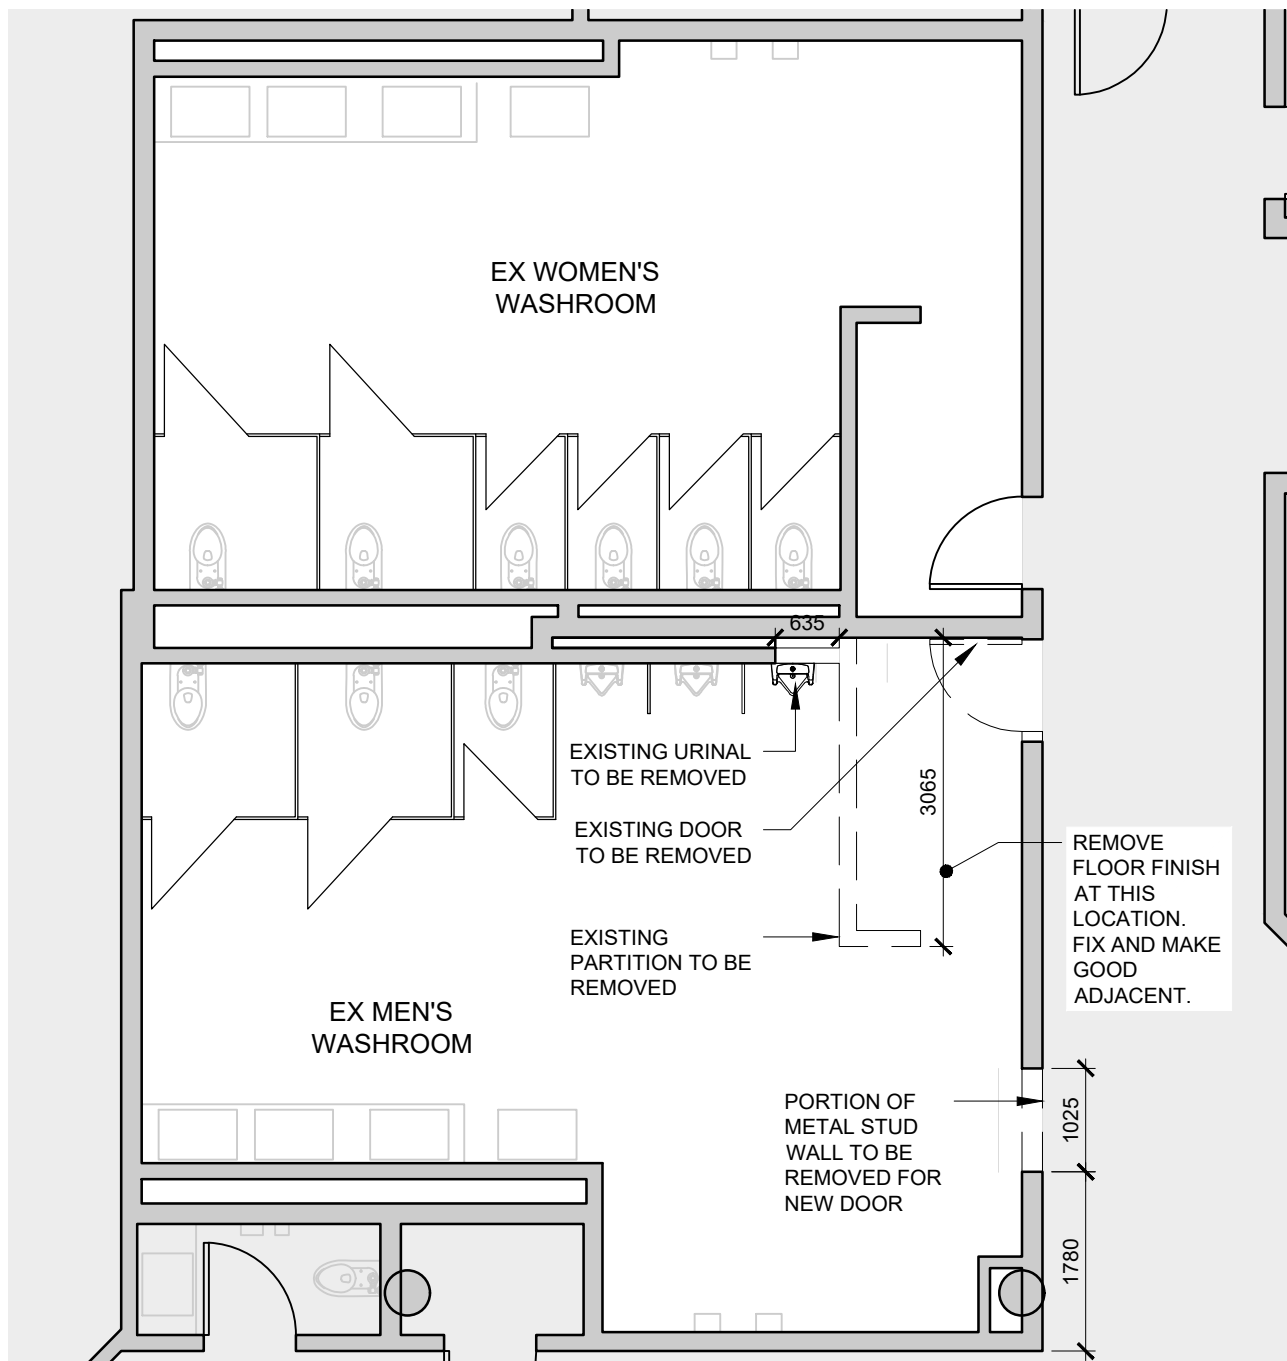 EX WOMEN'S
WASHROOM
635
EXISTING URINAL
TO BE REMOVED
3065
EXISTING DOOR
TO BE REMOVED
REMOVE
FLOOR FINISH
AT THIS
LOCATION.
FIX AND MAKE
GOOD
ADJACENT.
EXISTING
PARTITION TO BE
REMOVED
EX MEN'S
WASHROOM
PORTION OF
METAL STUD
WALL TO BE
REMOVED FOR
NEW DOOR
1025
1780